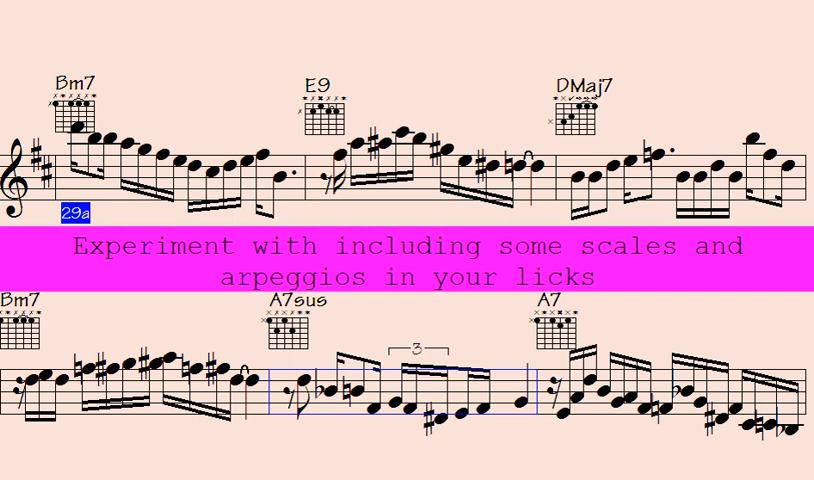 Bm7 E9 DMaj7
29a
Experiment with including some scales and
arpeggios in your licks
Bm7 A7sus A7
3